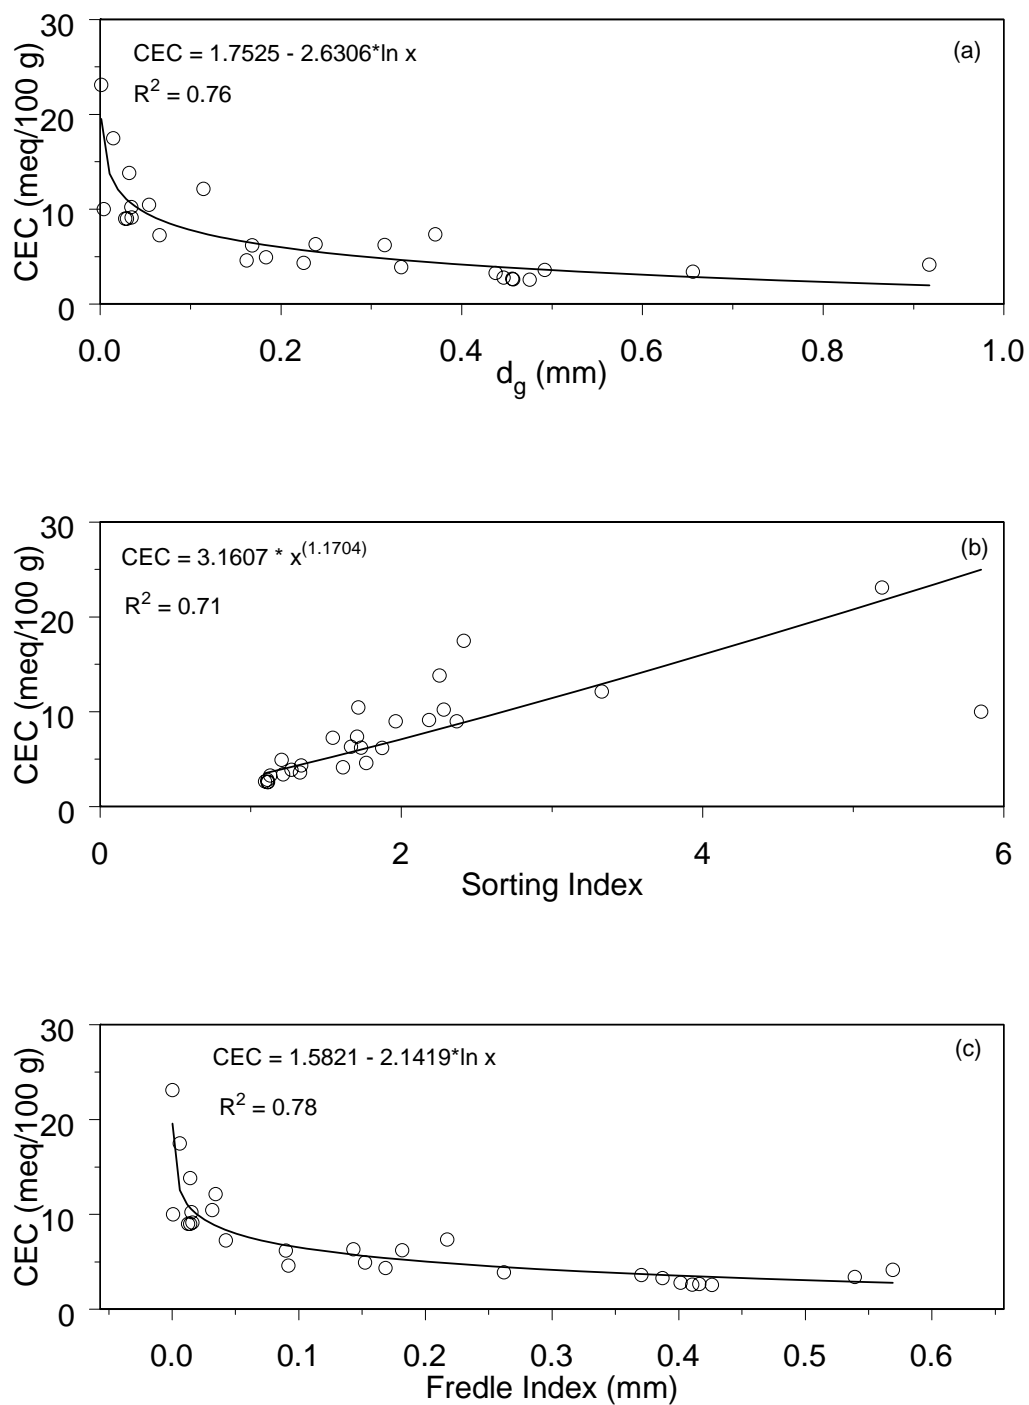 30
CEC = 1.7525 - 2.6306*ln x
(a)
R² = 0.76
20
10
0
CEC (meq/100 g)
0.0 0.2 0.4 0.6 0.8 1.0
d_g (mm)
30
CEC = 3.1607 * x^(1.1704)
(b)
R² = 0.71
20
10
0
CEC (meq/100 g)
0 2 4 6
Sorting Index
30
CEC = 1.5821 - 2.1419*ln x
(c)
R² = 0.78
20
10
0
CEC (meq/100 g)
0.0 0.1 0.2 0.3 0.4 0.5 0.6
Fredle Index (mm)